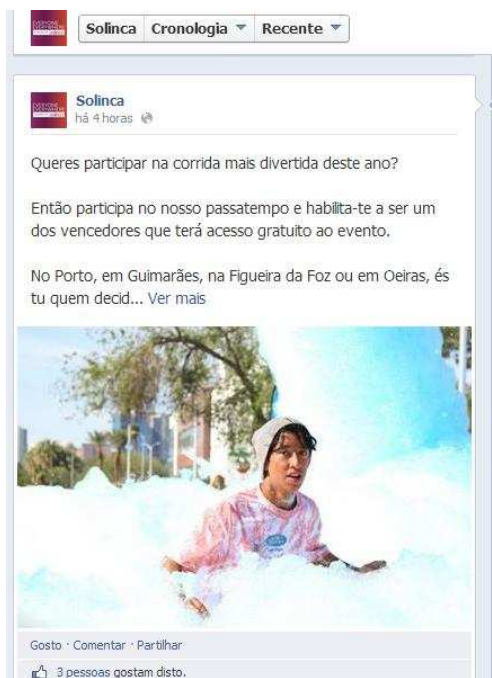 Solinca Cronologia Recente
Solinca
há 4 horas
Queres participar na corrida mais divertida deste ano?
Então participa no nosso passatempo e habilita-te a ser um
dos vencedores que terá acesso gratuito ao evento.
No Porto, em Guimarães, na Figueira da Foz ou em Oeiras, és
tu quem decid... Ver mais
Gosto · Comentar · Partilhar
3 pessoas gostam disto.